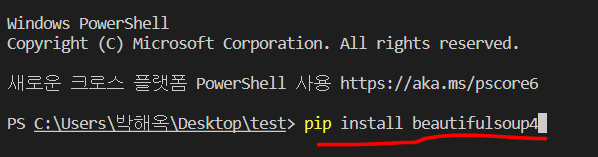 Windows PowerShell
Copyright (C) Microsoft Corporation. All rights reserved.
새로운 크로스 플랫폼 PowerShell 사용 https://aka.ms/pscore6
PS C:\Users\박해옥\Desktop\test> pip install beautifulsoup4